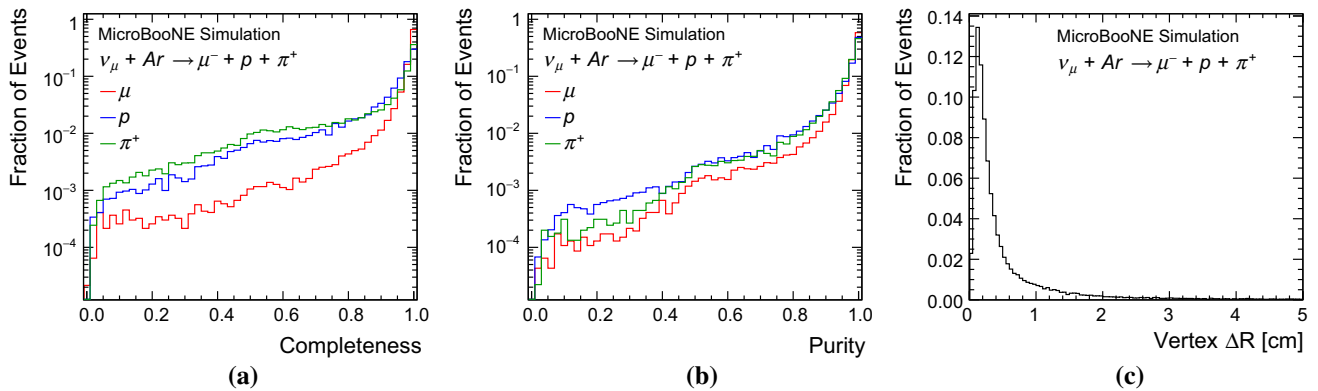 Fraction of Events
1
10⁻¹
10⁻²
10⁻³
10⁻⁴
MicroBooNE Simulation
νμ + Ar → μ⁻ + p + π⁺
μ
p
π⁺
0.0 0.2 0.4 0.6 0.8 1.0
Completeness
(a)
Fraction of Events
1
10⁻¹
10⁻²
10⁻³
10⁻⁴
MicroBooNE Simulation
νμ + Ar → μ⁻ + p + π⁺
μ
p
π⁺
0.0 0.2 0.4 0.6 0.8 1.0
Purity
(b)
Fraction of Events
0.14
0.12
0.10
0.08
0.06
0.04
0.02
0.00
MicroBooNE Simulation
νμ + Ar → μ⁻ + p + π⁺
0 1 2 3 4 5
Vertex ΔR [cm]
(c)